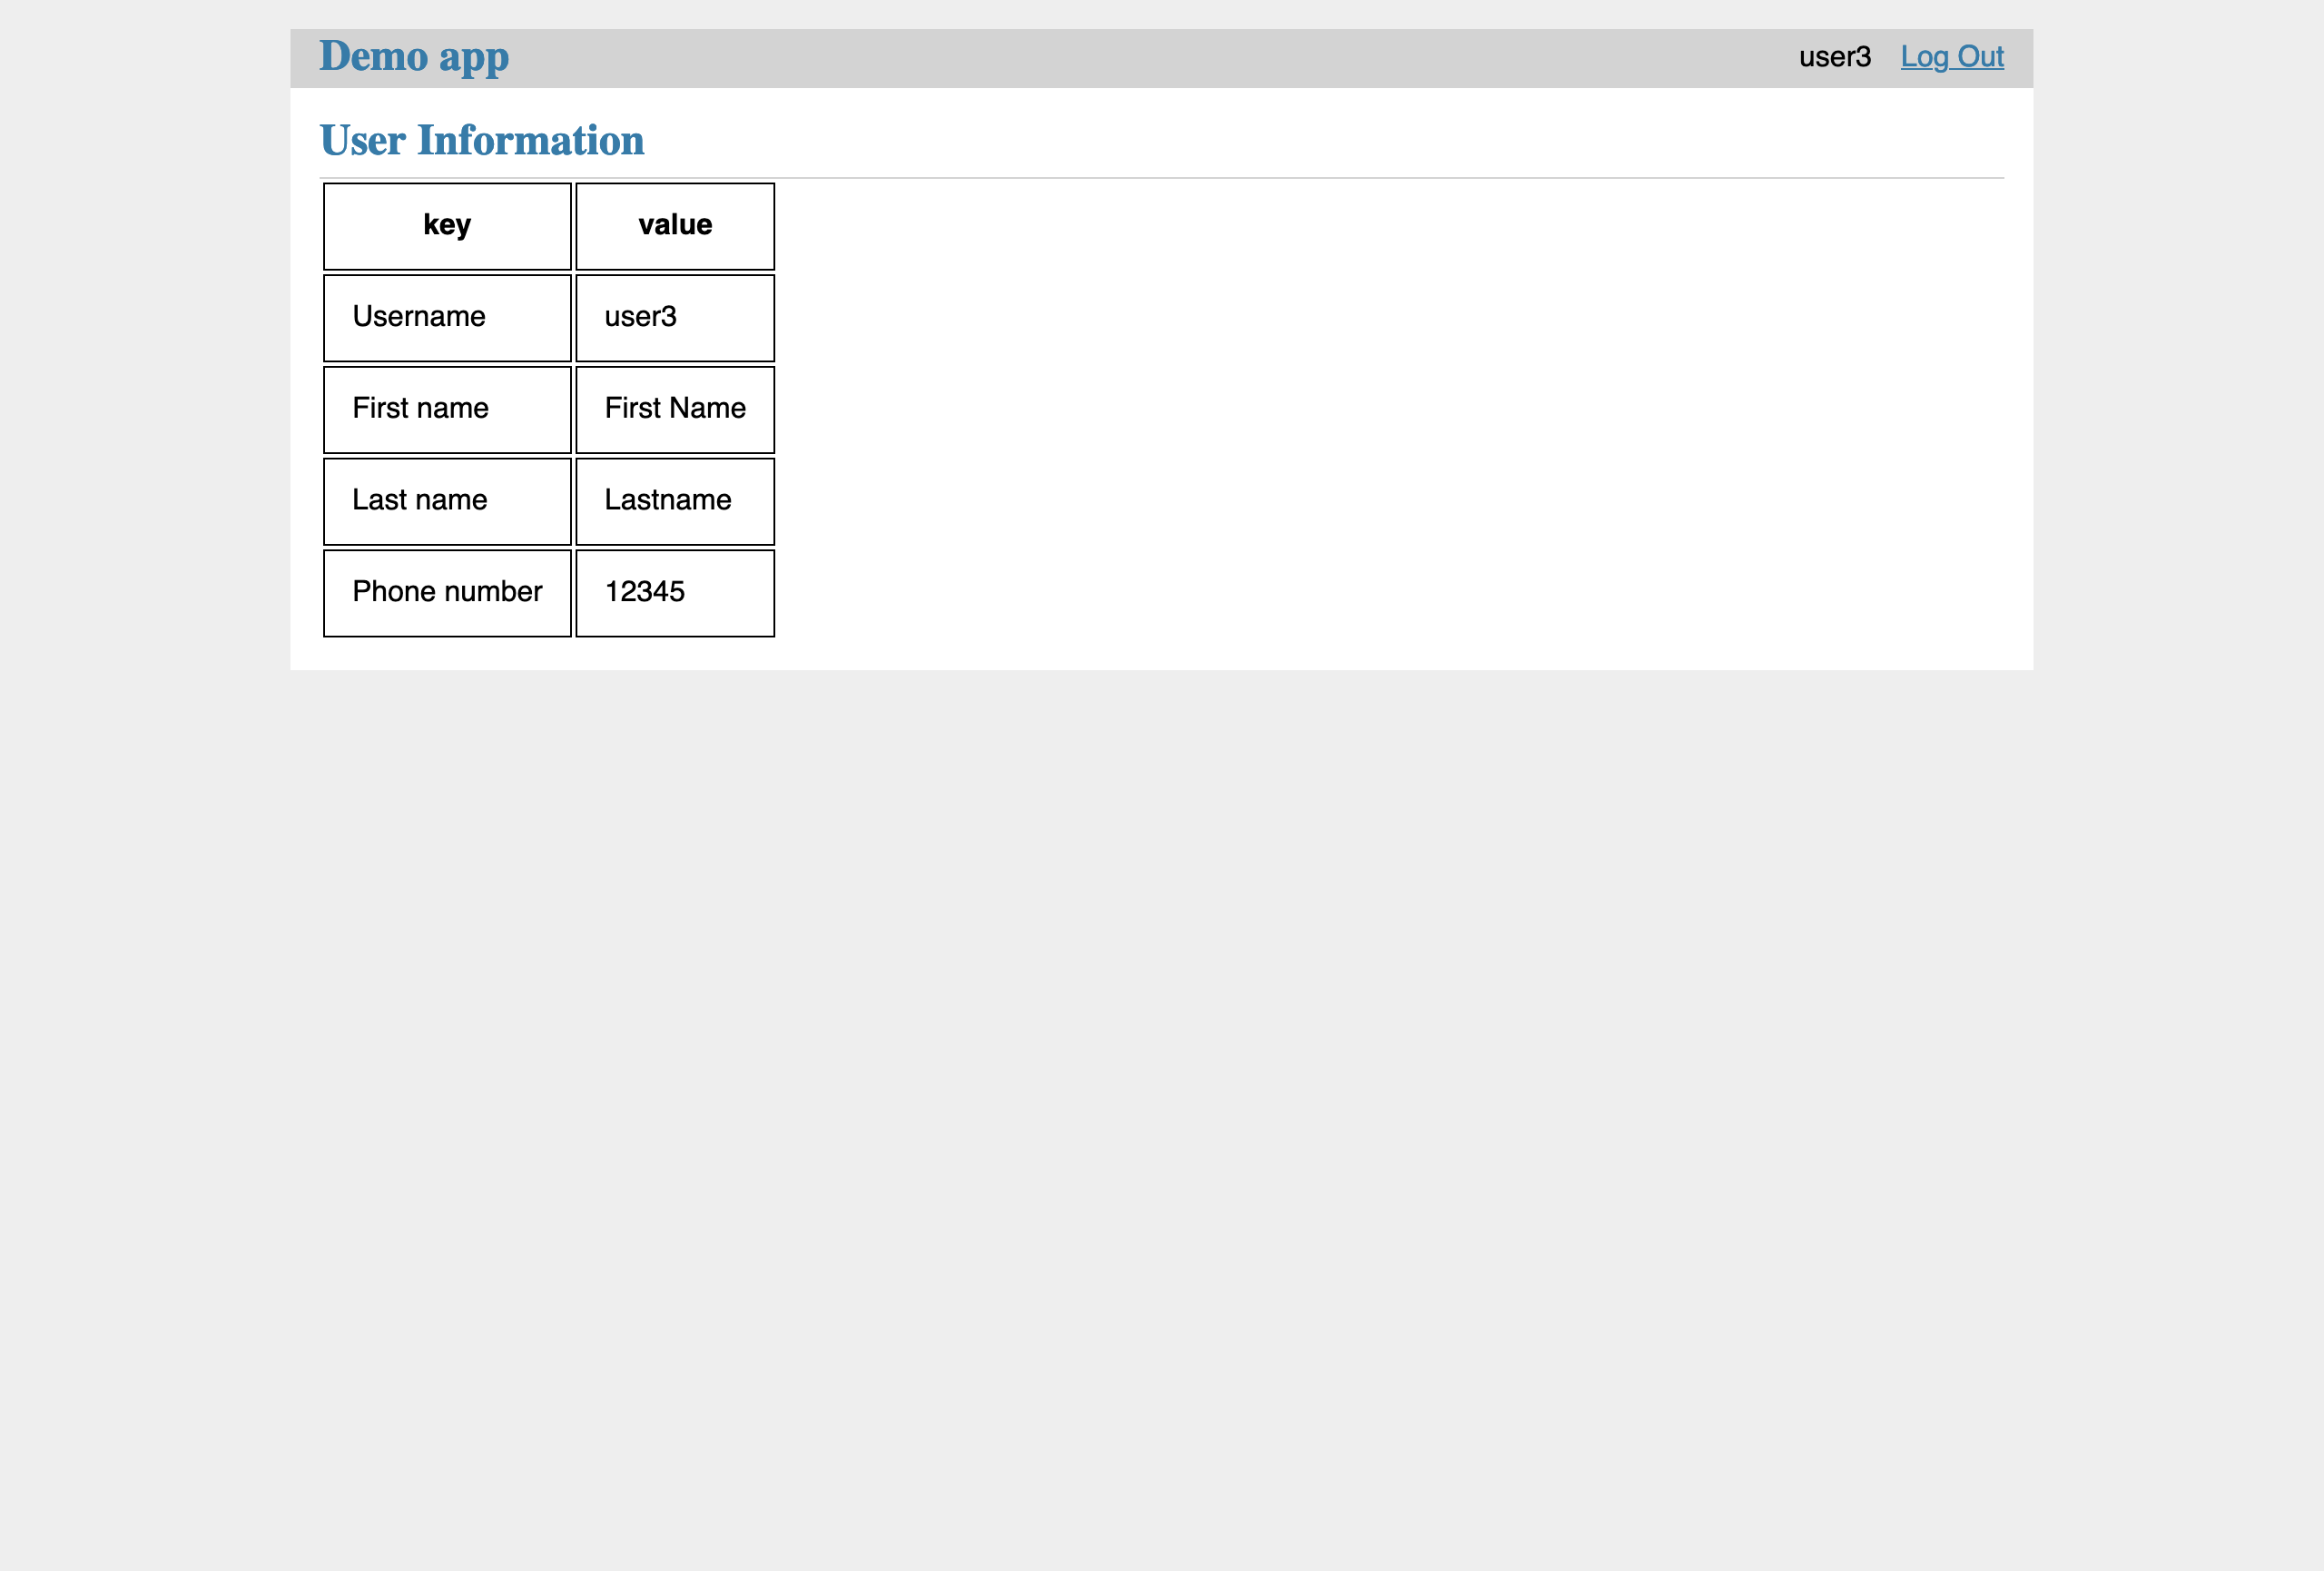 Demo app user3 Log Out
User Information
key value
Username user3
First name First Name
Last name Lastname
Phone number 12345